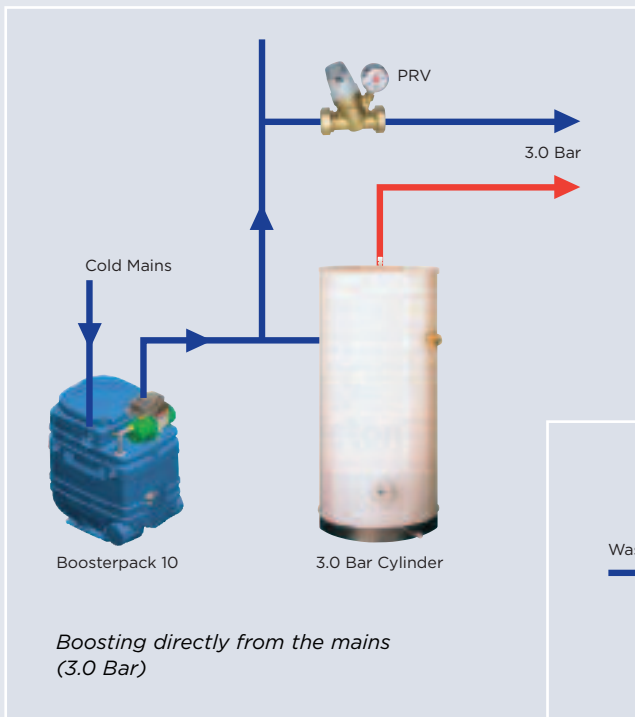 PRV
3.0 Bar
Cold Mains
Boosterpack 10
3.0 Bar Cylinder
Boosting directly from the mains
(3.0 Bar)